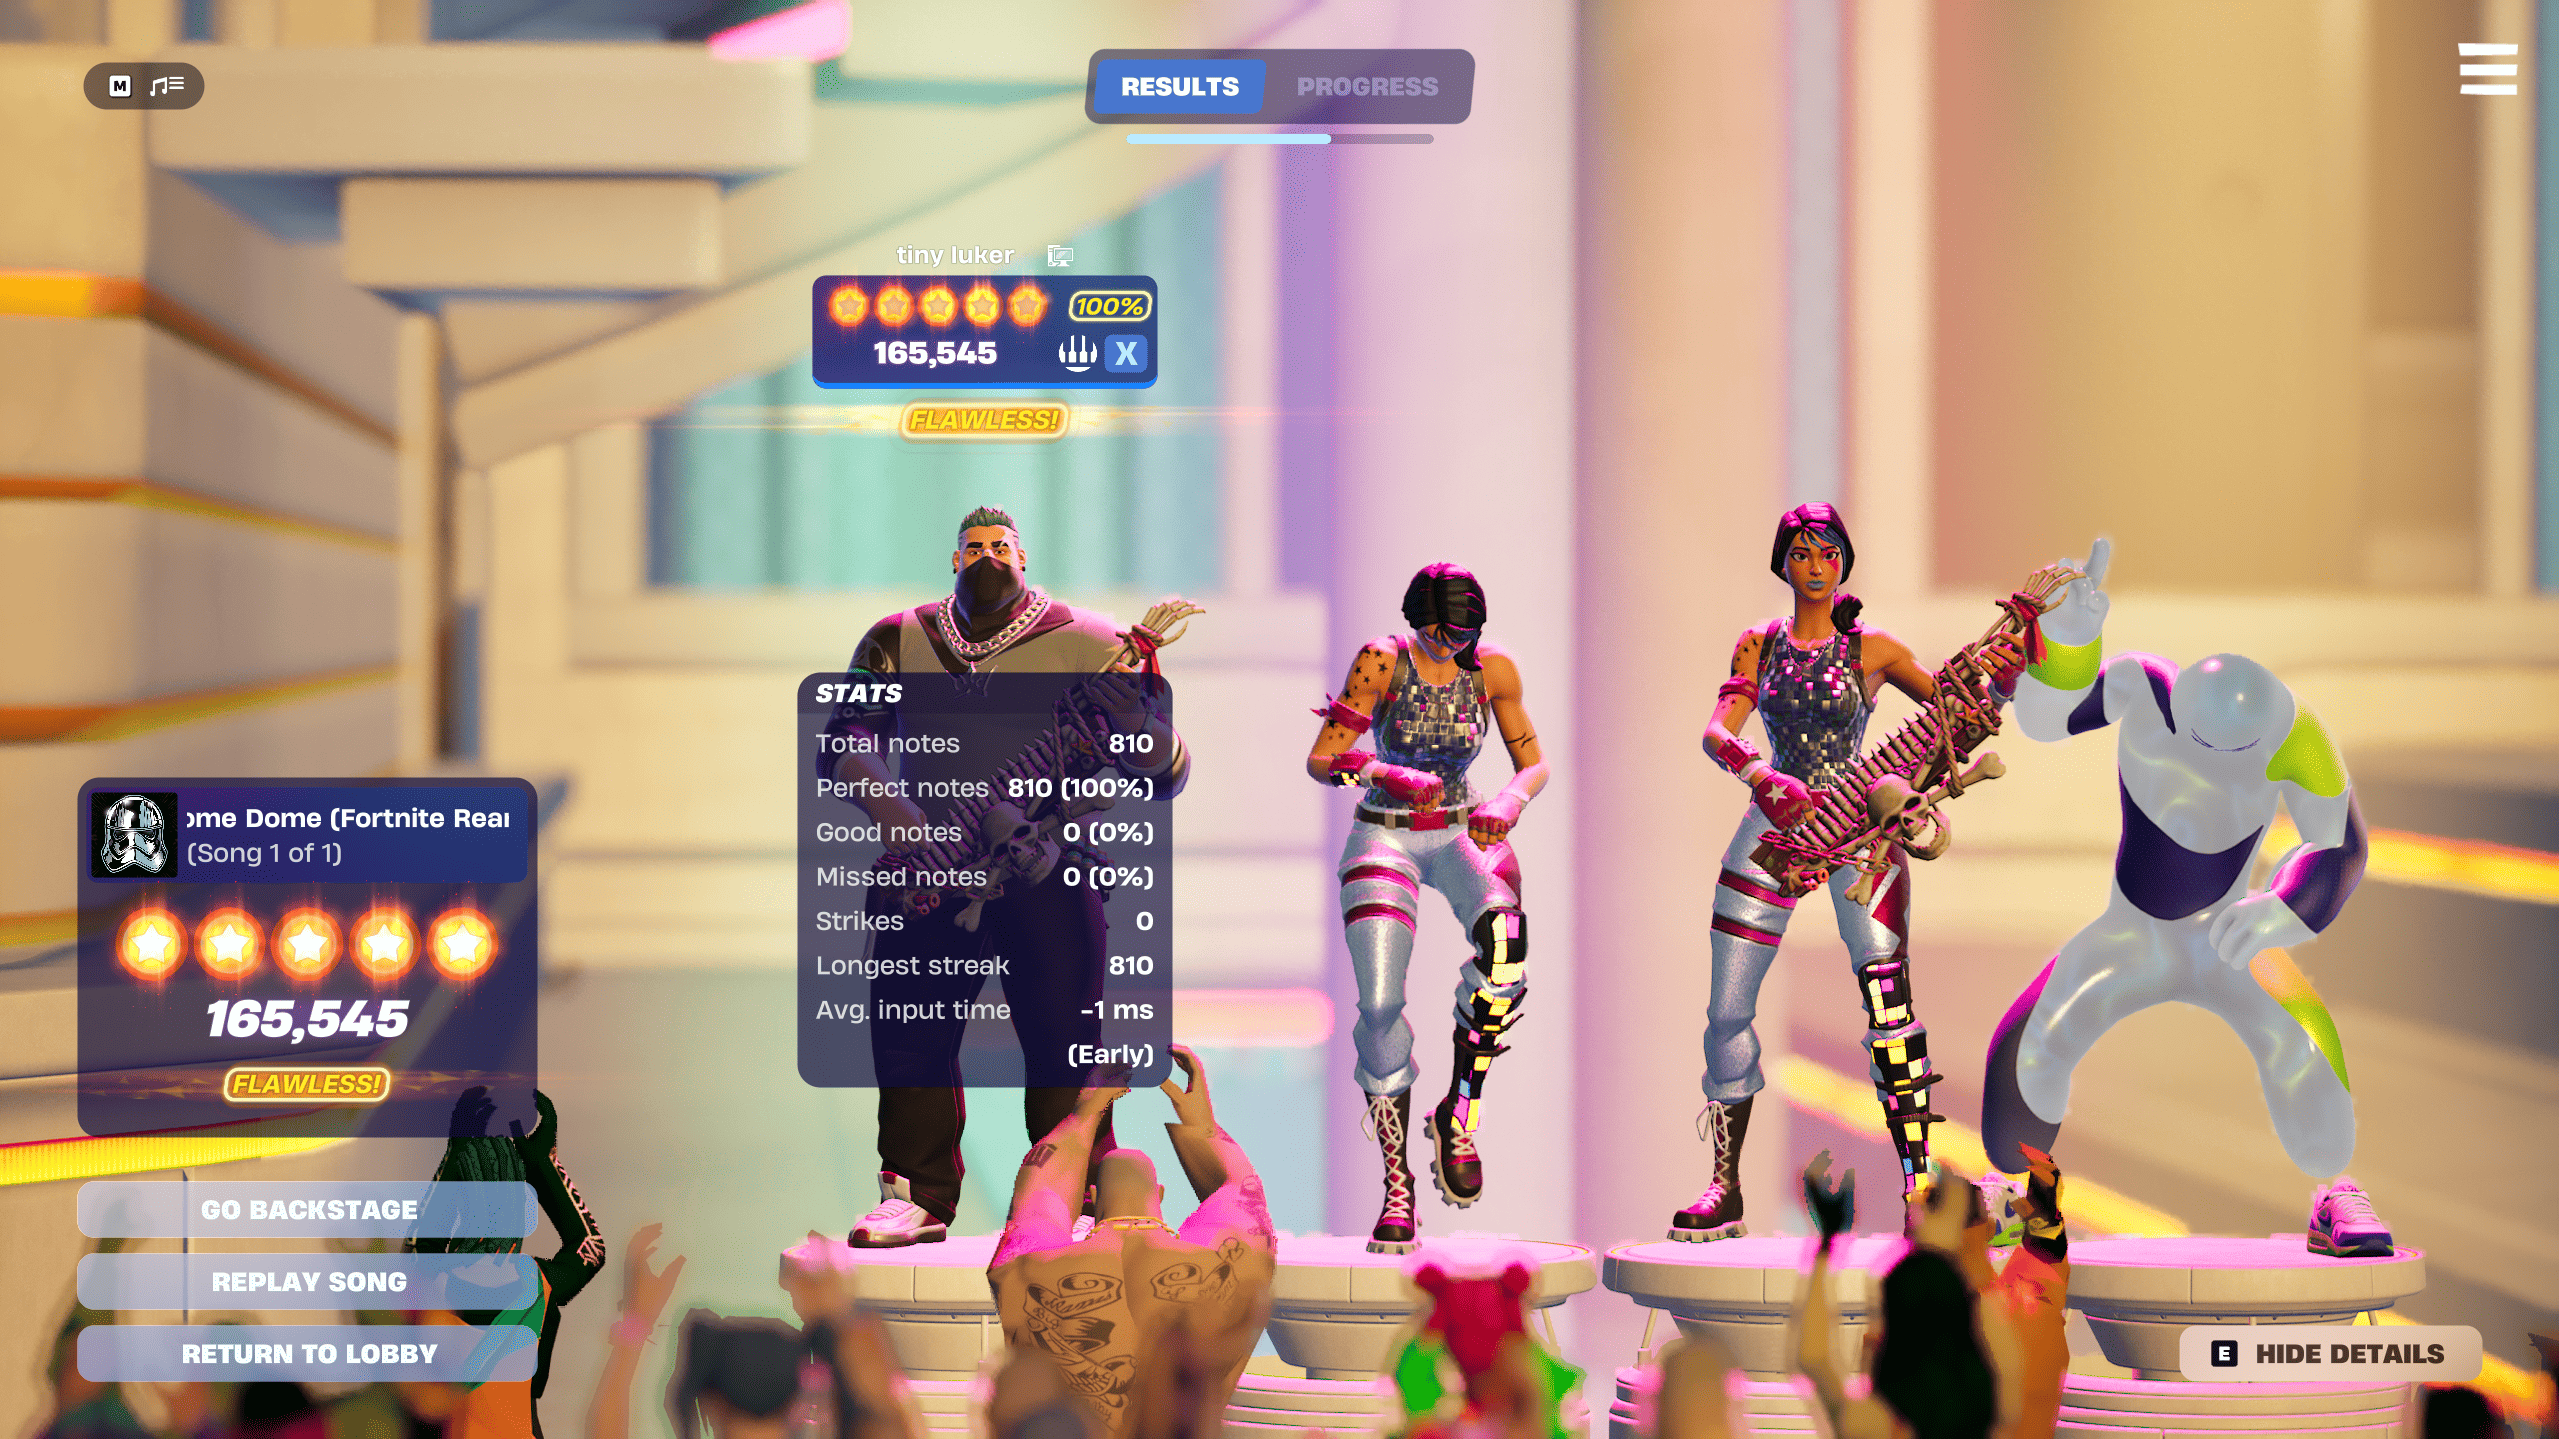 M
RESULTS PROGRESS
tiny luker
100%
165,545 X
FLAWLESS!
STATS
Total notes 810
Perfect notes 810 (100%)
Good notes 0 (0%)
Missed notes 0 (0%)
Strikes 0
Longest streak 810
Avg. input time -1 ms
(Early)
ome Dome (Fortnite Rear
(Song 1 of 1)
165,545
FLAWLESS!
GO BACKSTAGE
REPLAY SONG
RETURN TO LOBBY
E HIDE DETAILS